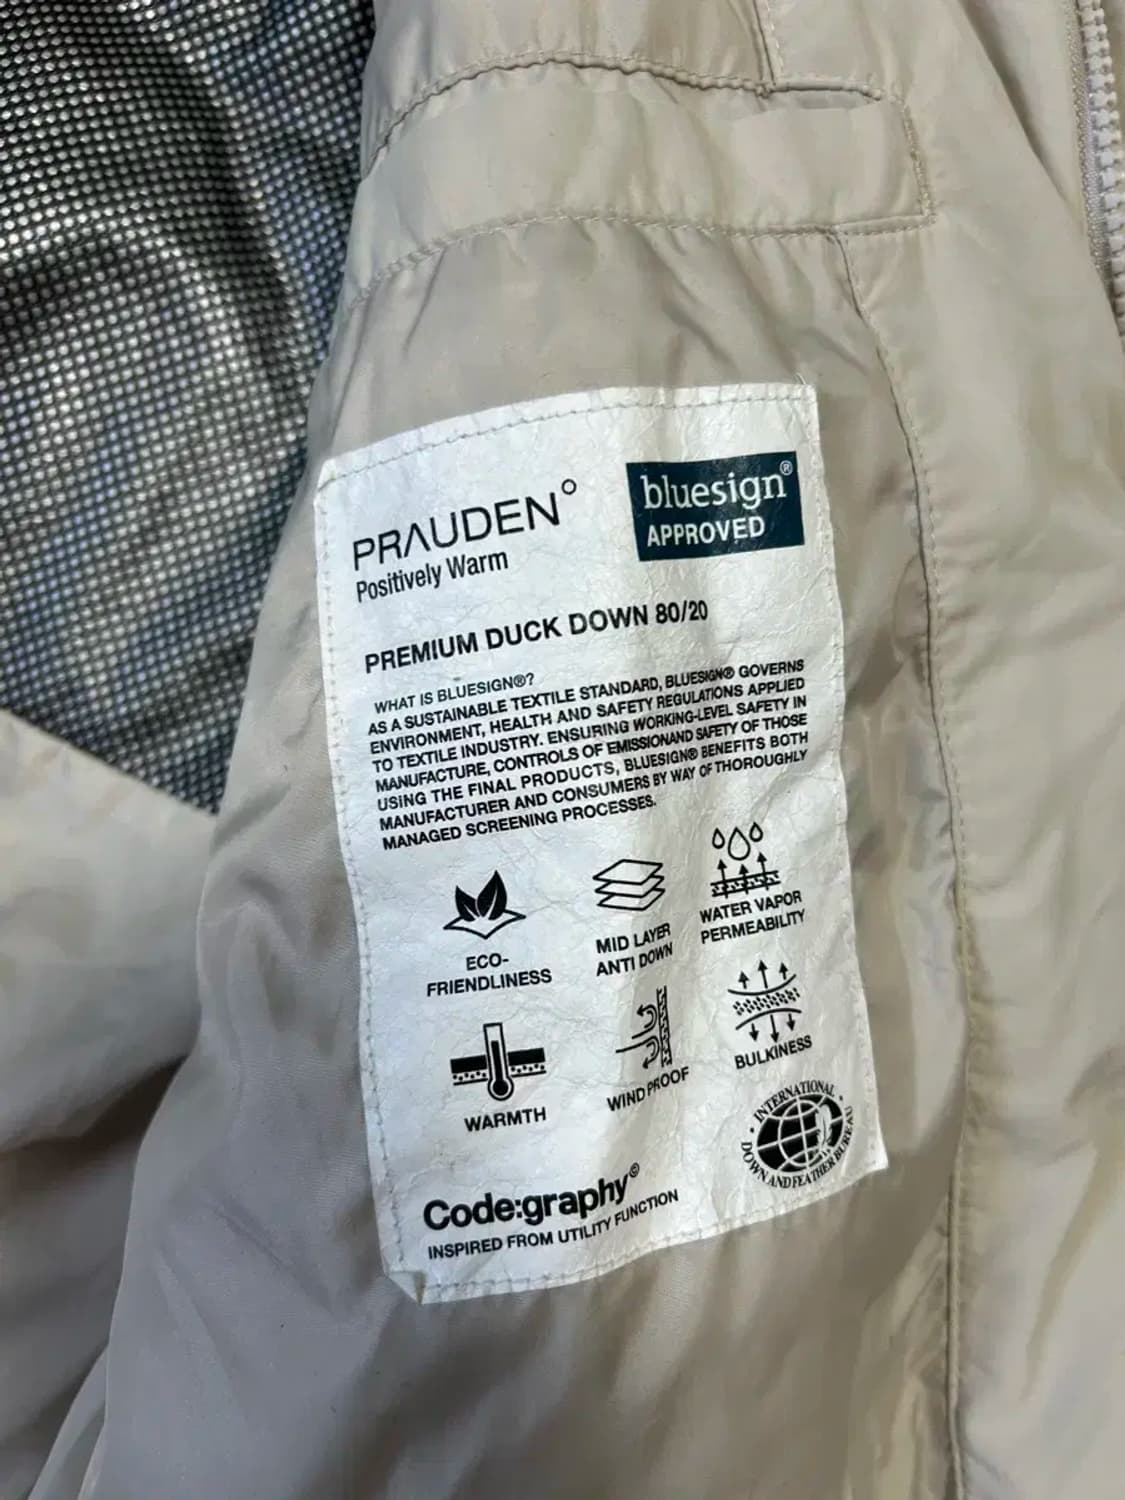 PRAUDEN°
Positively Warm
bluesign®
APPROVED
PREMIUM DUCK DOWN 80/20
WHAT IS BLUESIGN®?
AS A SUSTAINABLE TEXTILE STANDARD, BLUESIGN® GOVERNS
ENVIRONMENT, HEALTH AND SAFETY REGULATIONS APPLIED
TO TEXTILE INDUSTRY. ENSURING WORKING-LEVEL SAFETY IN
MANUFACTURE, CONTROLS OF EMISSIONAND SAFETY OF THOSE
USING THE FINAL PRODUCTS, BLUESIGN® BENEFITS BOTH
MANUFACTURER AND CONSUMERS BY WAY OF THOROUGHLY
MANAGED SCREENING PROCESSES.
ECO-
FRIENDLINESS
MID LAYER
ANTI DOWN
WATER VAPOR
PERMEABILITY
WARMTH
WIND PROOF
BULKINESS
INTERNATIONAL
DOWN AND FEATHER BUREAU
Code:graphy©
INSPIRED FROM UTILITY FUNCTION